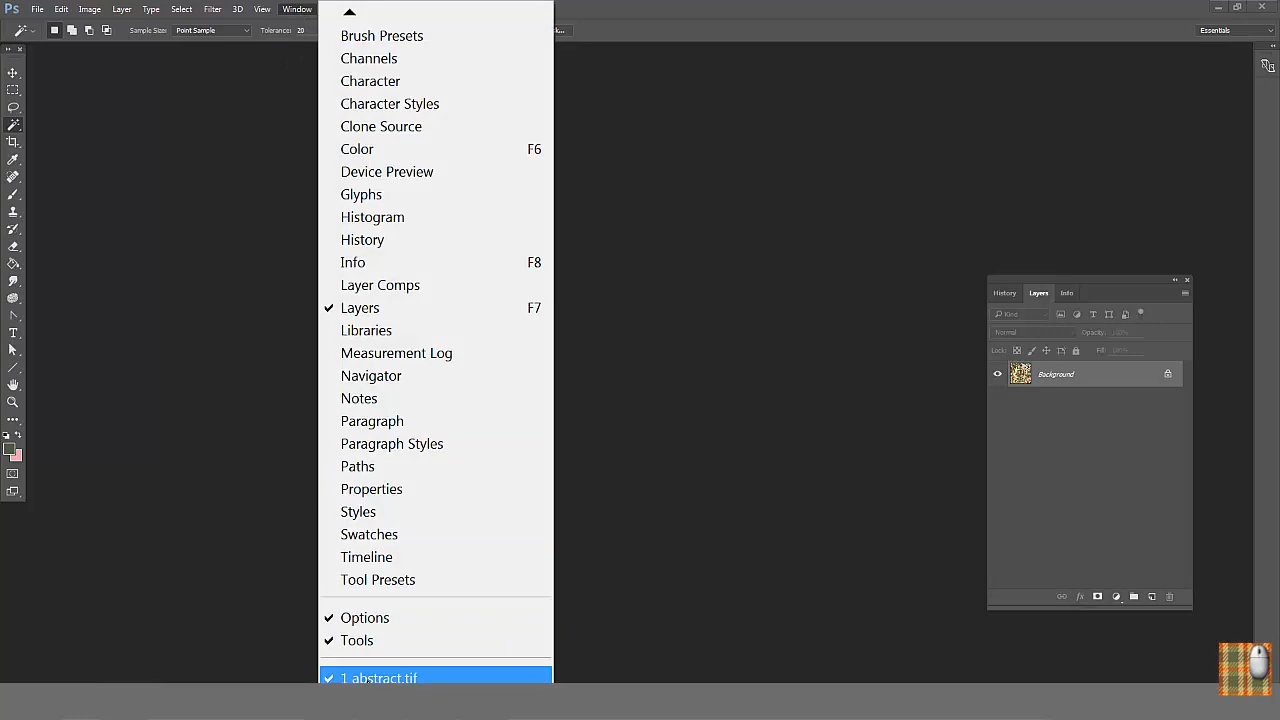 Ps File Edit Image Layer Type Select Filter 3D View Window
Sample Size: Point Sample Tolerance: 20
Essentials
Brush Presets
Channels
Character
Character Styles
Clone Source
Color F6
Device Preview
Glyphs
Histogram
History
Info F8
Layer Comps
Layers F7
Libraries
Measurement Log
Navigator
Notes
Paragraph
Paragraph Styles
Paths
Properties
Styles
Swatches
Timeline
Tool Presets
Options
Tools
1 abstract.tif
History Layers Info
Kind
Normal Opacity: 100%
Lock: Fill: 100%
Background